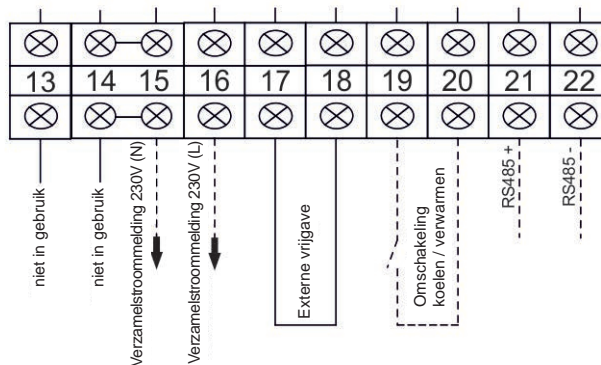 13 14 15 16 17 18 19 20 21 22
niet in gebruik
niet in gebruik
Verzamelstroommelding 230V (N)
Verzamelstroommelding 230V (L)
Externe vrijgave
Omschakeling
koelen / verwarmen
RS485 +
RS485 -